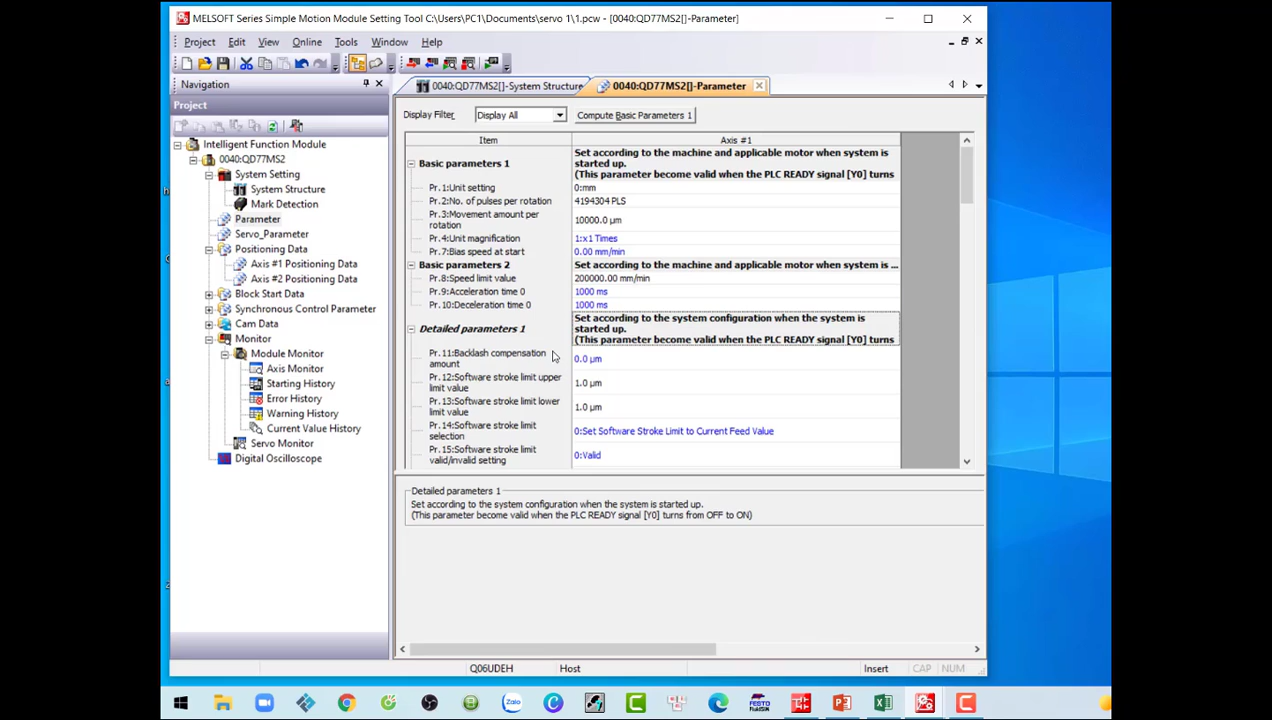 MELSOFT Series Simple Motion Module Setting Tool C:\Users\PC1\Documents\servo 1\1.pcw - [0040:QD77MS2[]-Parameter]
Project Edit View Online Tools Window Help
Navigation
0040:QD77MS2[]-System Structure
0040:QD77MS2[]-Parameter
Project
Display Filter
Display All
Compute Basic Parameters 1
Intelligent Function Module
0040:QD77MS2
System Setting
System Structure
Mark Detection
Parameter
Servo_Parameter
Positioning Data
Axis #1 Positioning Data
Axis #2 Positioning Data
Block Start Data
Synchronous Control Parameter
Cam Data
Monitor
Module Monitor
Axis Monitor
Starting History
Error History
Warning History
Current Value History
Servo Monitor
Digital Oscilloscope
Item Axis #1
Basic parameters 1
Set according to the machine and applicable motor when system is
started up.
(This parameter become valid when the PLC READY signal [Y0] turns
Pr.1:Unit setting 0:mm
Pr.2:No. of pulses per rotation 4194304 PLS
Pr.3:Movement amount per
rotation
10000.0 µm
Pr.4:Unit magnification 1:x1 Times
Pr.7:Bias speed at start 0.00 mm/min
Basic parameters 2 Set according to the machine and applicable motor when system is ...
Pr.8:Speed limit value 200000.00 mm/min
Pr.9:Acceleration time 0 1000 ms
Pr.10:Deceleration time 0 1000 ms
Detailed parameters 1
Set according to the system configuration when the system is
started up.
(This parameter become valid when the PLC READY signal [Y0] turns
Pr.11:Backlash compensation
amount
0.0 µm
Pr.12:Software stroke limit upper
limit value
1.0 µm
Pr.13:Software stroke limit lower
limit value
1.0 µm
Pr.14:Software stroke limit
selection
0:Set Software Stroke Limit to Current Feed Value
Pr.15:Software stroke limit
valid/invalid setting
0:Valid
Detailed parameters 1
Set according to the system configuration when the system is started up.
(This parameter become valid when the PLC READY signal [Y0] turns from OFF to ON)
Q06UDEH Host Insert CAP NUM
Zalo
FESTO
FluidSIM